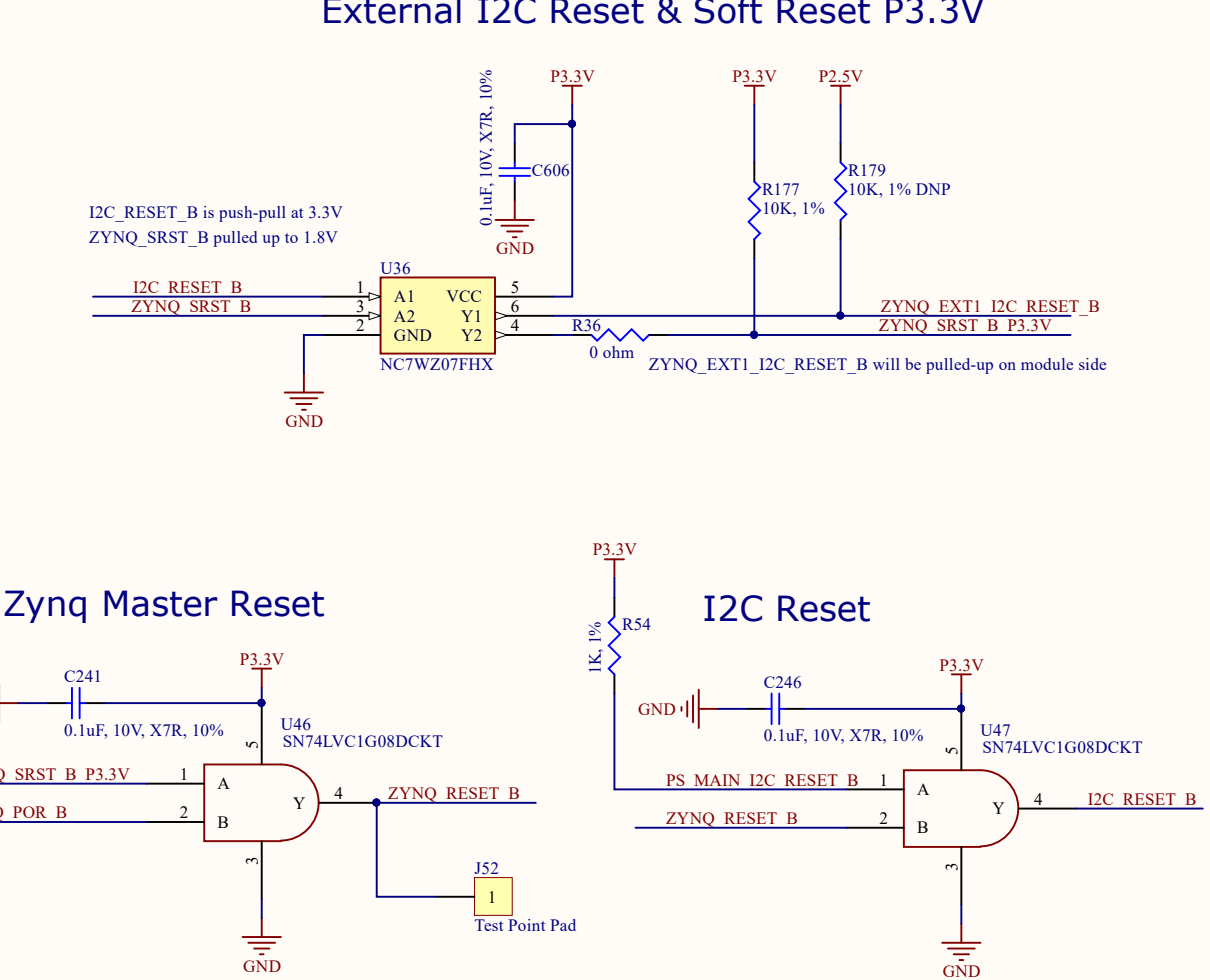 External I2C Reset & Soft Reset P3.3V
P3.3V
P3.3V
P2.5V
0.1uF, 10V, X7R, 10%
C606
GND
R177
10K, 1%
R179
10K, 1% DNP
I2C_RESET_B is push-pull at 3.3V
ZYNQ_SRST_B pulled up to 1.8V
U36
I2C_RESET_B
1
A1
VCC
5
ZYNQ_SRST_B
3
A2
Y1
6
ZYNQ_EXT1_I2C_RESET_B
2
GND
Y2
4
R36
0 ohm
ZYNQ_SRST_B_P3.3V
NC7WZ07FHX
ZYNQ_EXT1_I2C_RESET_B will be pulled-up on module side
GND
Zynq Master Reset
P3.3V
C241
0.1uF, 10V, X7R, 10%
5
U46
SN74LVC1G08DCKT
Q_SRST_B_P3.3V
1
A
Q_POR_B
2
B
Y
4
ZYNQ_RESET_B
3
GND
J52
1
Test Point Pad
I2C Reset
P3.3V
R54
1K, 1%
P3.3V
GND
C246
0.1uF, 10V, X7R, 10%
5
U47
SN74LVC1G08DCKT
PS_MAIN_I2C_RESET_B
1
A
ZYNQ_RESET_B
2
B
Y
4
I2C_RESET_B
3
GND